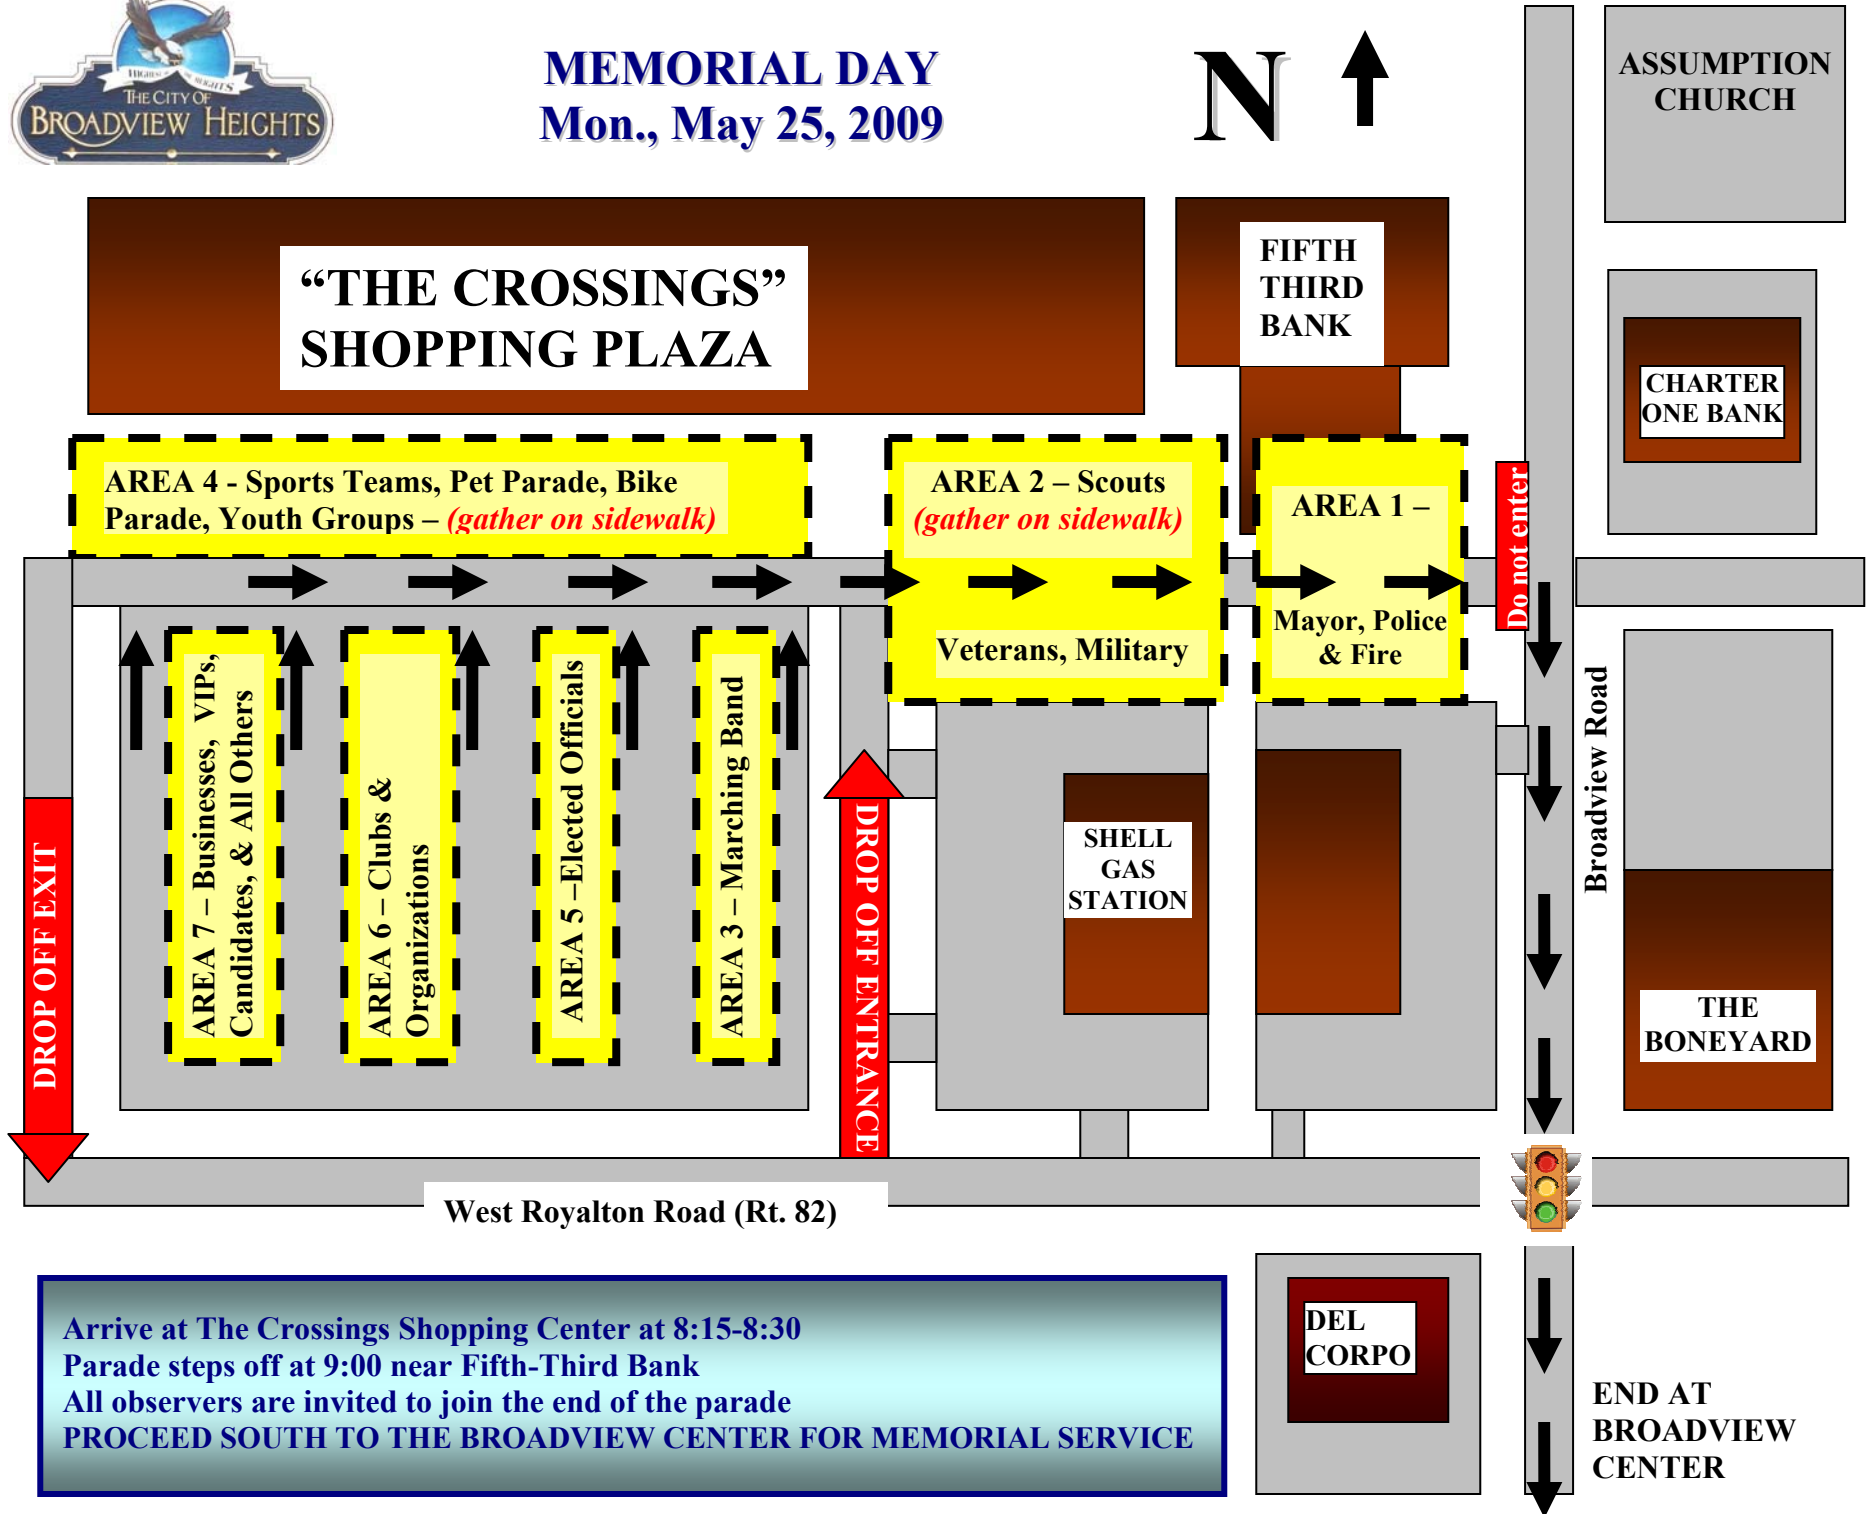 HIGHEST IN THE HEIGHTS
THE CITY OF
BROADVIEW HEIGHTS
MEMORIAL DAY
Mon., May 25, 2009
N
ASSUMPTION
CHURCH
“THE CROSSINGS”
SHOPPING PLAZA
FIFTH
THIRD
BANK
CHARTER
ONE BANK
AREA 4 - Sports Teams, Pet Parade, Bike
Parade, Youth Groups – (gather on sidewalk)
AREA 2 – Scouts
(gather on sidewalk)
Veterans, Military
AREA 1 –
Mayor, Police
& Fire
Do not enter
Broadview Road
DROP OFF EXIT
AREA 7 – Businesses, VIPs,
Candidates, & All Others
AREA 6 – Clubs &
Organizations
AREA 5 –Elected Officials
AREA 3 – Marching Band
DROP OFF ENTRANCE
SHELL
GAS
STATION
THE
BONEYARD
West Royalton Road (Rt. 82)
Arrive at The Crossings Shopping Center at 8:15-8:30
Parade steps off at 9:00 near Fifth-Third Bank
All observers are invited to join the end of the parade
PROCEED SOUTH TO THE BROADVIEW CENTER FOR MEMORIAL SERVICE
DEL
CORPO
END AT
BROADVIEW
CENTER